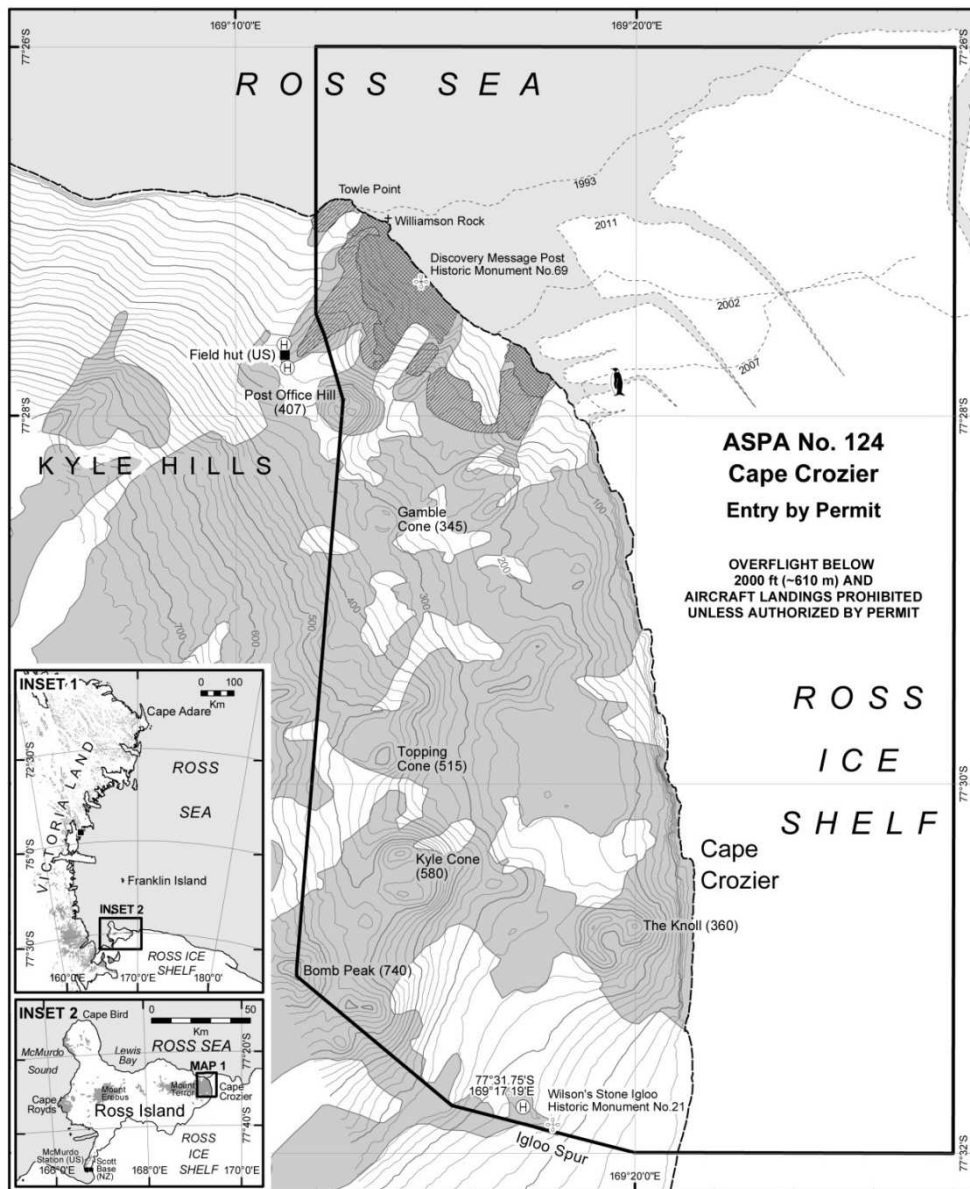 169°10'0"E
169°20'0"E
77°26'S
77°26'S
ROSS SEA
1993
Towle Point
Williamson Rock
2011
Discovery Message Post
Historic Monument No.69
2002
2007
H
Field hut (US)
H
Post Office Hill
(407)
77°28'S
77°28'S
KYLE HILLS
ASPA No. 124
Cape Crozier
Entry by Permit
OVERFLIGHT BELOW
2000 ft (~610 m) AND
AIRCRAFT LANDINGS PROHIBITED
UNLESS AUTHORIZED BY PERMIT
100
Gamble
Cone (345)
200
300
400
500
600
700
ROSS
ICE
SHELF
Topping
Cone (515)
77°30'S
Kyle Cone
(580)
Cape
Crozier
The Knoll (360)
Bomb Peak (740)
77°31.75'S
169°17.19'E
H
Wilson's Stone Igloo
Historic Monument No.21
Igloo Spur
77°32'S
169°20'0"E
INSET 1
0 100
Km
Cape Adare
72°30'S
ROSS
SEA
VICTORIA LAND
75°0'S
Franklin Island
INSET 2
77°30'S
ROSS ICE
SHELF
160°0'E
170°0'E
180°0'
INSET 2
Cape Bird
0 50
Km
McMurdo
Sound
Lewis
Bay
ROSS SEA
77°20'S
MAP 1
Mount
Erebus
Mount
Terror
Cape
Crozier
Cape
Royds
Ross Island
77°40'S
McMurdo
Station (US)
Scott
Base
(NZ)
ROSS
ICE
SHELF
166°0'E
168°0'E
170°0'E